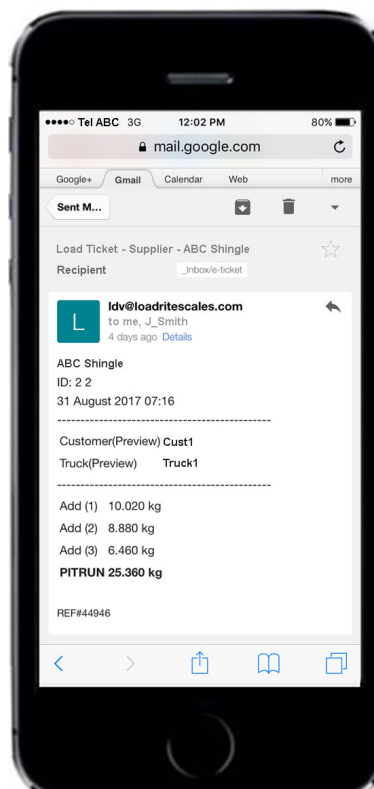 Tel ABC 3G 12:02 PM 80%
mail.google.com
Google+ Gmail Calendar Web more
Sent M...
Load Ticket - Supplier - ABC Shingle
Recipient _Inbox/e-ticket
L
ldv@loadritescales.com
to me, J_Smith
4 days ago Details
ABC Shingle
ID: 2 2
31 August 2017 07:16
----------------------------------------------
Customer(Preview) Cust1
Truck(Preview) Truck1
----------------------------------------------
Add (1) 10.020 kg
Add (2) 8.880 kg
Add (3) 6.460 kg
PITRUN 25.360 kg
REF#44946